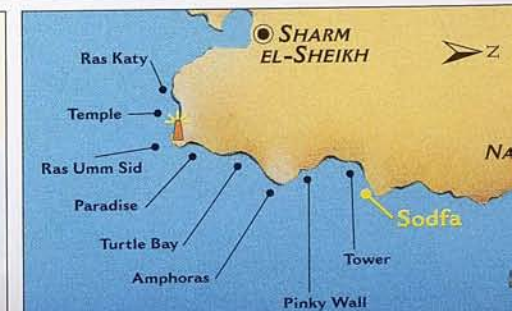 SHARM
EL-SHEIKH
N
Ras Katy
Temple
Ras Umm Sid
Paradise
Turtle Bay
Amphoras
Pinky Wall
Tower
Sodfa
NA